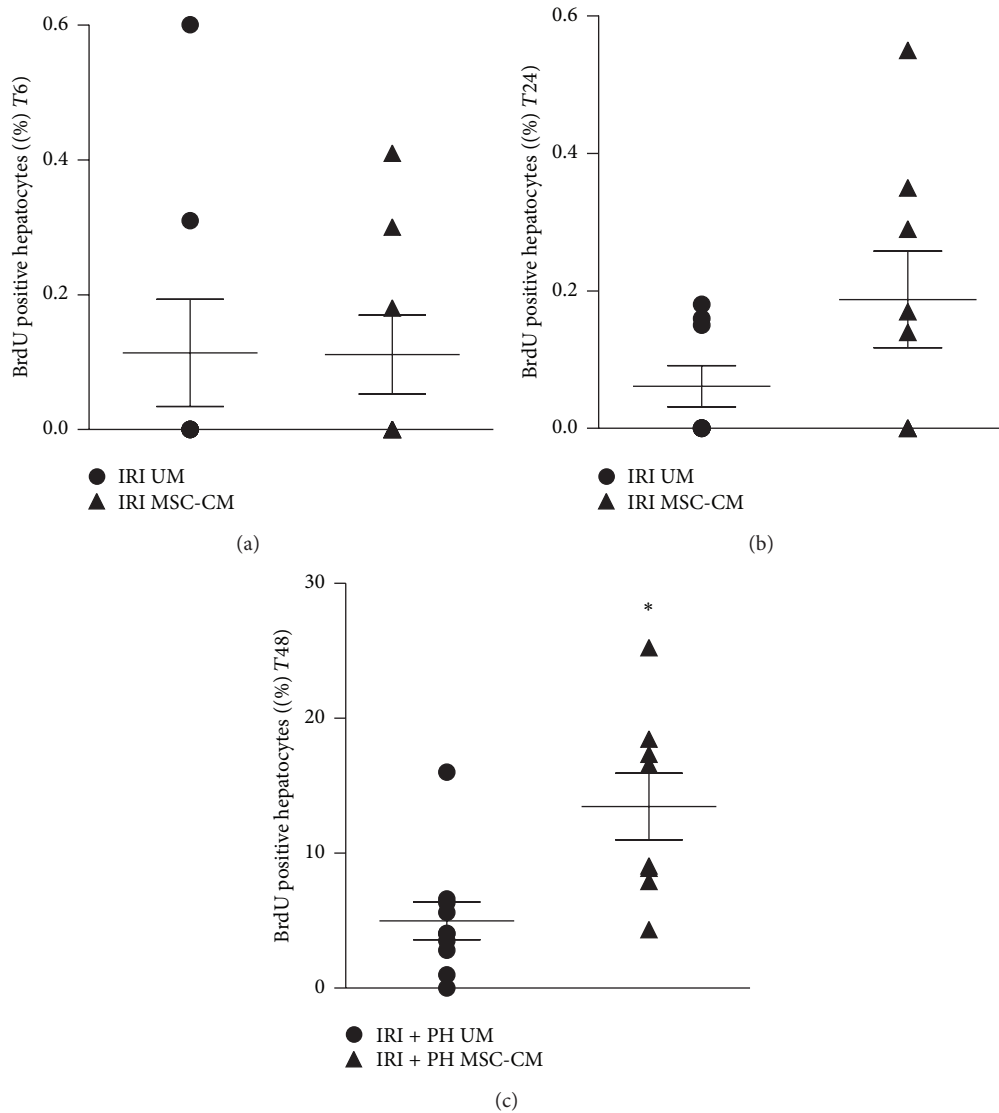 BrdU positive hepatocytes ((%) T6)
0.6
0.4
0.2
0.0
IRI UM
IRI MSC-CM
(a)
BrdU positive hepatocytes ((%) T24)
0.6
0.4
0.2
0.0
IRI UM
IRI MSC-CM
(b)
BrdU positive hepatocytes ((%) T48)
30
20
10
0
*
IRI + PH UM
IRI + PH MSC-CM
(c)